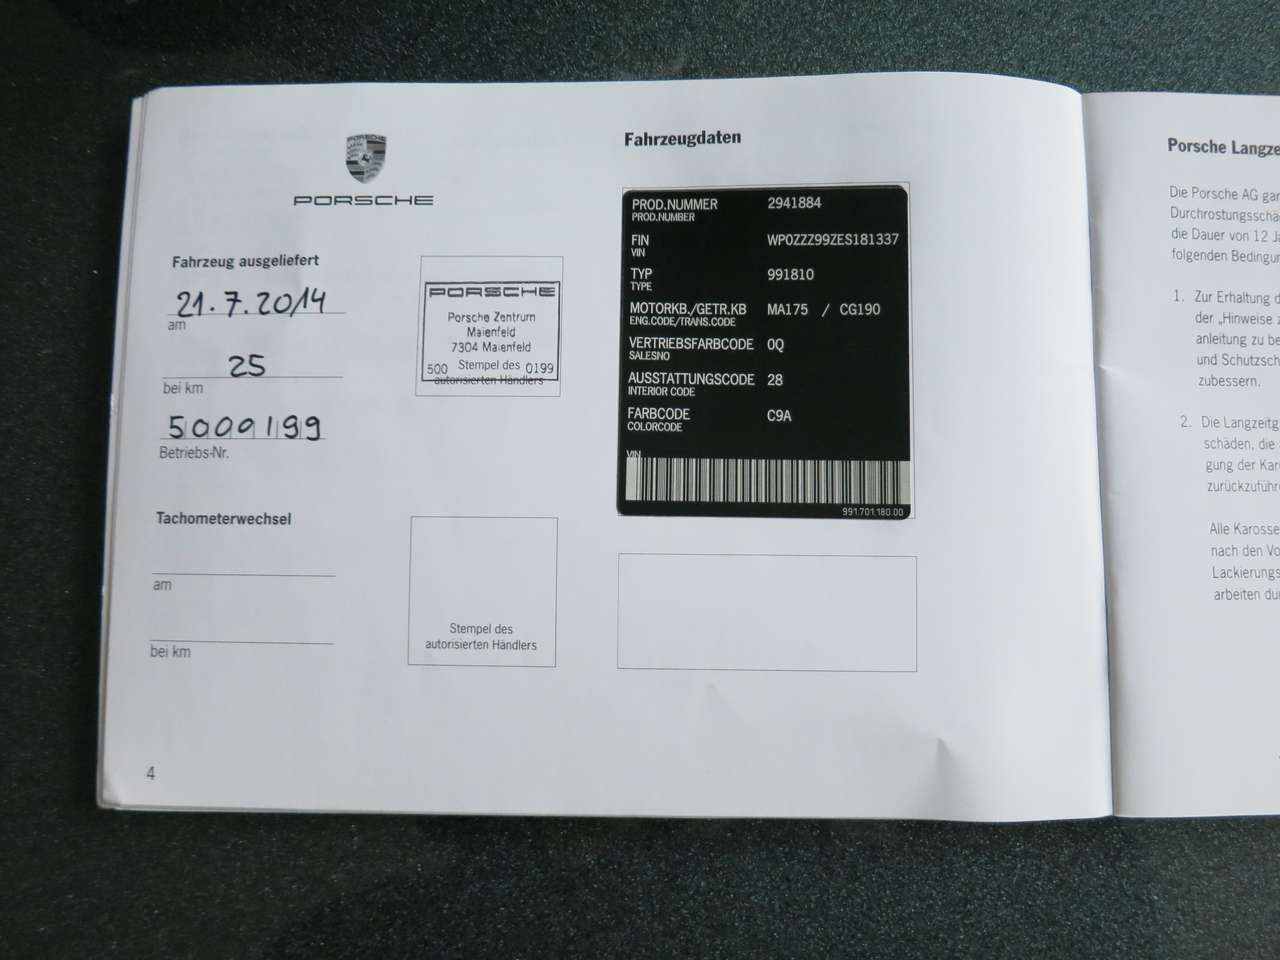 PORSCHE
PORSCHE
Fahrzeug ausgeliefert
21.7.2014
am
25
bei km
5000199
Betriebs-Nr.
PORSCHE
Porsche Zentrum
Maienfeld
7304 Maienfeld
500 Stempel des 0199
autorisierten Händlers
Tachometerwechsel
am
bei km
Stempel des
autorisierten Händlers
4
Fahrzeugdaten
PROD.NUMMER 2941884
PROD.NUMBER
FIN WP0ZZZ99ZES181337
VIN
TYP 991810
TYPE
MOTORKB./GETR.KB MA175 / CG190
ENG.CODE/TRANS.CODE
VERTRIEBSFARBCODE 0Q
SALESNO
AUSSTATTUNGSCODE 28
INTERIOR CODE
FARBCODE C9A
COLORCODE
VIN
991.701.180.00
Porsche Langze
Die Porsche AG gar
Durchrostungsschä
die Dauer von 12 Ja
folgenden Bedingun
1. Zur Erhaltung d
der „Hinweise z
anleitung zu be
und Schutzsch
zubessern.
2. Die Langzeitg
schäden, die
gung der Karo
zurückzuführe
Alle Karosse
nach den Vo
Lackierungs
arbeiten du